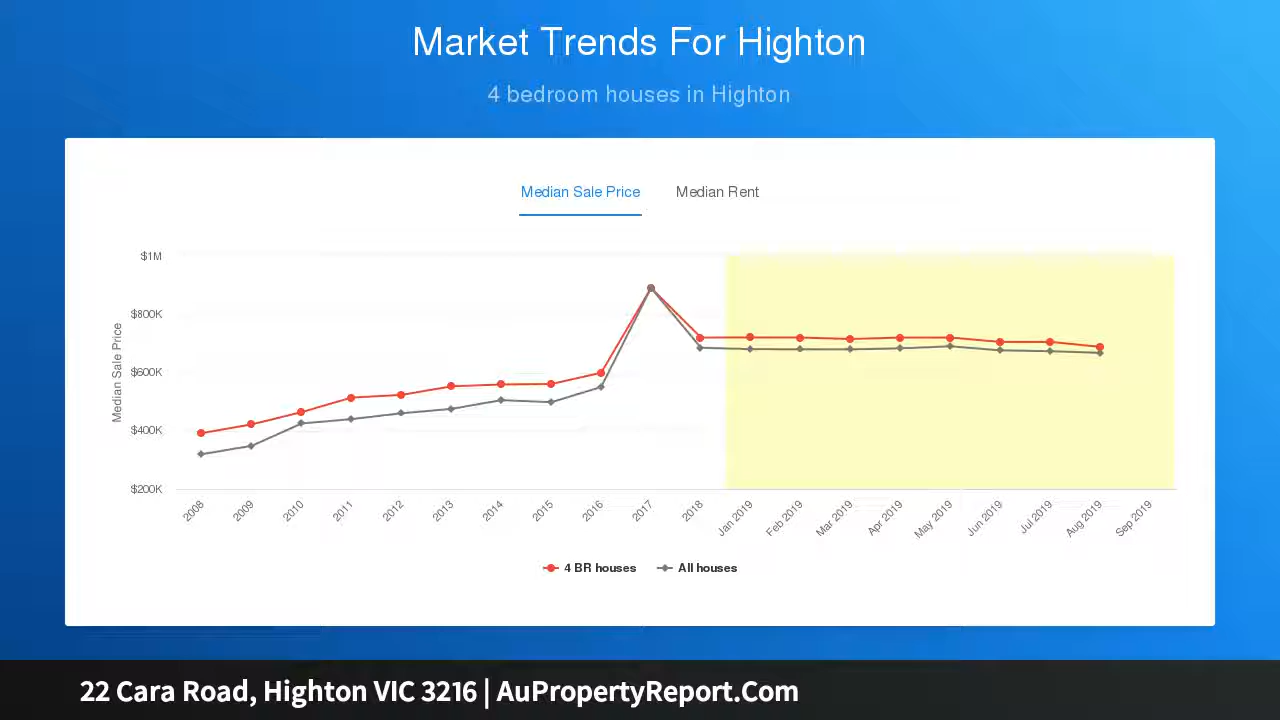 Market Trends For Highton
4 bedroom houses in Highton
Median Sale Price Median Rent
$1M
$800K
$600K
$400K
$200K
Median Sale Price
2008 2009 2010 2011 2012 2013 2014 2015 2016 2017 2018 Jan 2019 Feb 2019 Mar 2019 Apr 2019 May 2019 Jun 2019 Jul 2019 Aug 2019 Sep 2019
4 BR houses All houses
22 Cara Road, Highton VIC 3216 | AuPropertyReport.Com